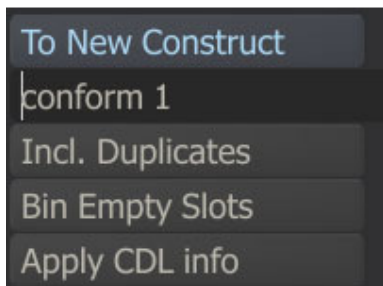 To New Construct
conform 1
Incl. Duplicates
Bin Empty Slots
Apply CDL info